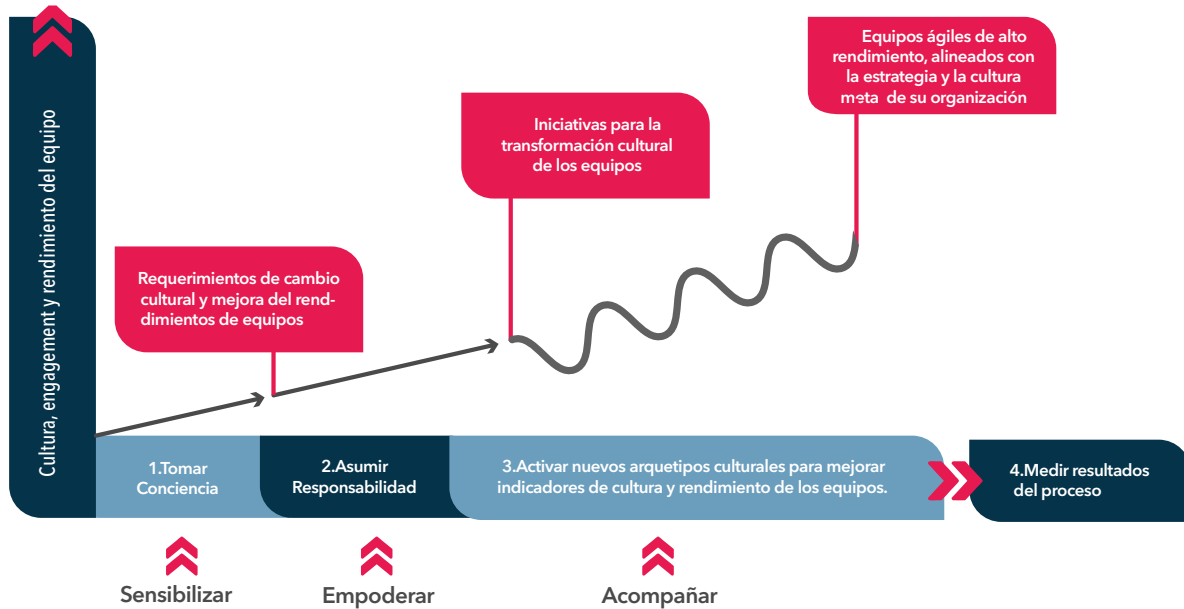 Cultura, engagement y rendimiento del equipo
Equipos ágiles de alto
rendimiento, alineados con
la estrategia y la cultura
meta de su organización
Iniciativas para la
transformación cultural
de los equipos
Requerimientos de cambio
cultural y mejora del rend-
dimientos de equipos
1.Tomar
Conciencia
2.Asumir
Responsabilidad
3.Activar nuevos arquetipos culturales para mejorar
indicadores de cultura y rendimiento de los equipos.
4.Medir resultados
del proceso
Sensibilizar
Empoderar
Acompañar